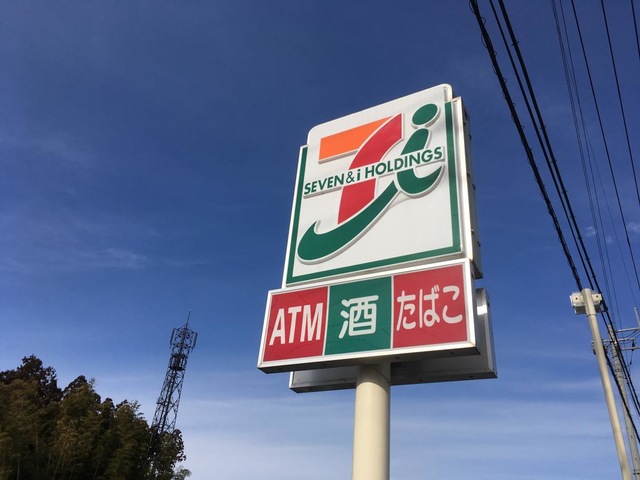 SEVEN & i HOLDINGS
ATM 酒 たばこ